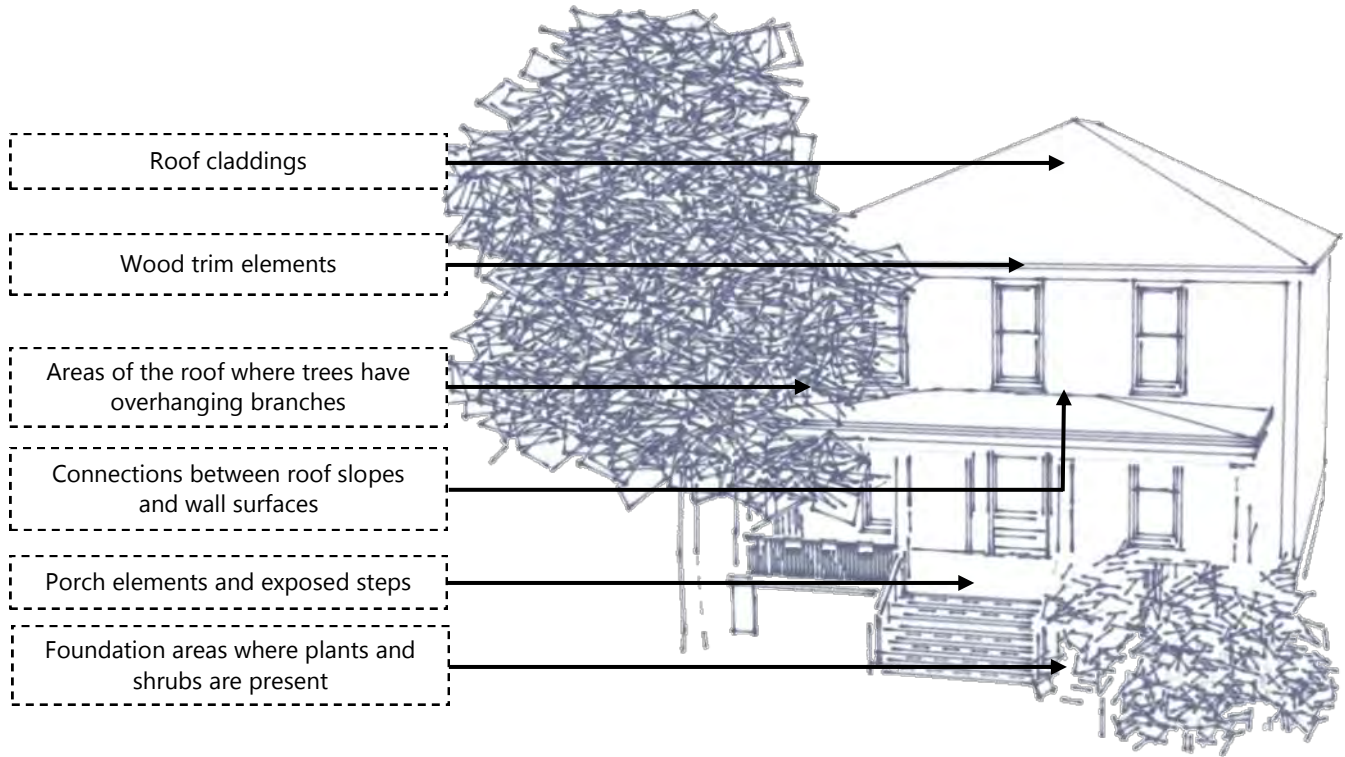 Roof claddings
Wood trim elements
Areas of the roof where trees have
overhanging branches
Connections between roof slopes
and wall surfaces
Porch elements and exposed steps
Foundation areas where plants and
shrubs are present